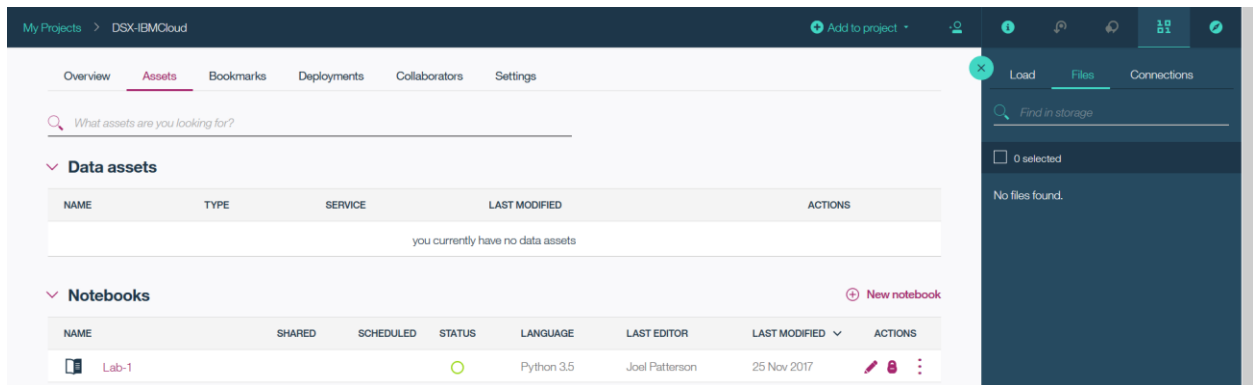 My Projects > DSX-IBMCloud Add to project
Overview Assets Bookmarks Deployments Collaborators Settings
Load Files Connections
What assets are you looking for?
Find in storage
0 selected
Data assets
No files found.
NAME TYPE SERVICE LAST MODIFIED ACTIONS
you currently have no data assets
Notebooks New notebook
NAME SHARED SCHEDULED STATUS LANGUAGE LAST EDITOR LAST MODIFIED ACTIONS
Lab-1 Python 3.5 Joel Patterson 25 Nov 2017